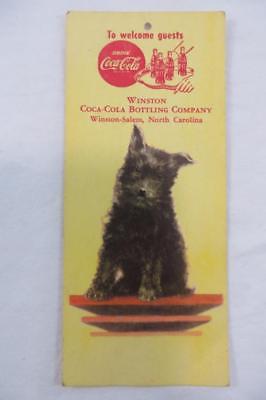 To welcome guests
DRINK
Coca-Cola
WINSTON
COCA-COLA BOTTLING COMPANY
Winston-Salem, North Carolina